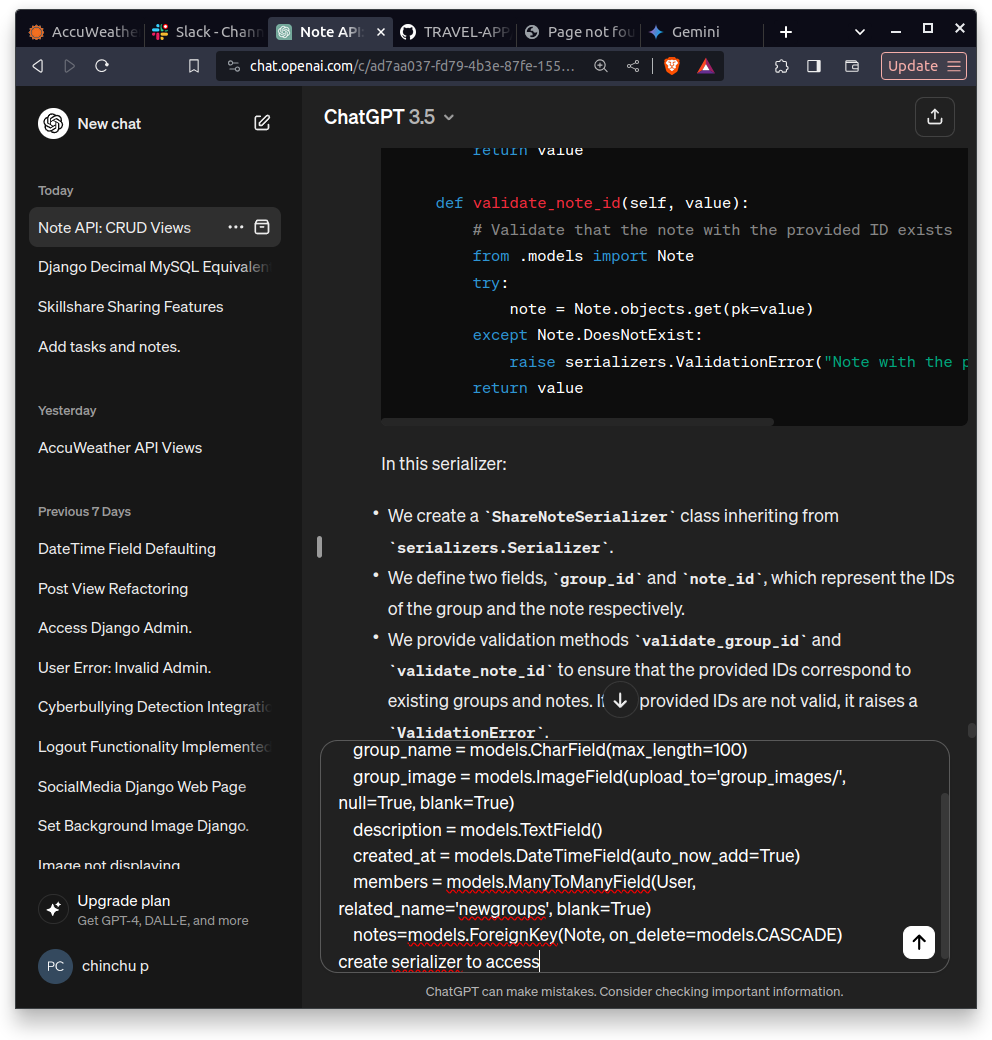 AccuWeathe
Slack - Chann
Note API:
TRAVEL-APP
Page not fou
Gemini
chat.openai.com/c/ad7aa037-fd79-4b3e-87fe-155...
Update
New chat
Today
Note API: CRUD Views
Django Decimal MySQL Equivalen
Skillshare Sharing Features
Add tasks and notes.
Yesterday
AccuWeather API Views
Previous 7 Days
DateTime Field Defaulting
Post View Refactoring
Access Django Admin.
User Error: Invalid Admin.
Cyberbullying Detection Integratio
Logout Functionality Implemented
SocialMedia Django Web Page
Set Background Image Django.
Image not displaying
Upgrade plan
Get GPT-4, DALL·E, and more
PC
chinchu p
ChatGPT 3.5
return value
def validate_note_id(self, value):
# Validate that the note with the provided ID exists
from .models import Note
try:
note = Note.objects.get(pk=value)
except Note.DoesNotExist:
raise serializers.ValidationError("Note with the p
return value
In this serializer:
• We create a `ShareNoteSerializer` class inheriting from
`serializers.Serializer`.
• We define two fields, `group_id` and `note_id`, which represent the IDs
of the group and the note respectively.
• We provide validation methods `validate_group_id` and
`validate_note_id` to ensure that the provided IDs correspond to
existing groups and notes. If provided IDs are not valid, it raises a
`ValidationError`.
group_name = models.CharField(max_length=100)
group_image = models.ImageField(upload_to='group_images/',
null=True, blank=True)
description = models.TextField()
created_at = models.DateTimeField(auto_now_add=True)
members = models.ManyToManyField(User,
related_name='newgroups', blank=True)
notes=models.ForeignKey(Note, on_delete=models.CASCADE)
create serializer to access
ChatGPT can make mistakes. Consider checking important information.